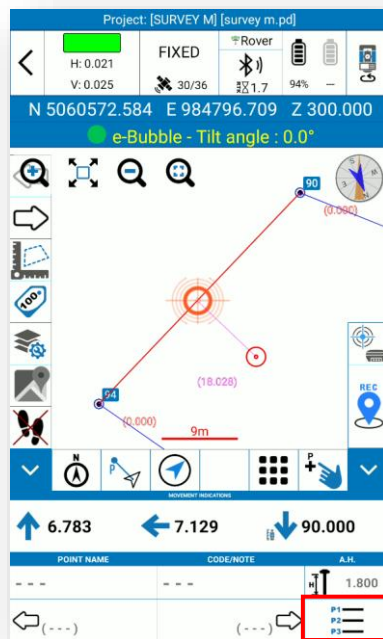 Project: [SURVEY M] [survey m.pd]
H: 0.021
V: 0.025
FIXED
30/36
Rover
1.7
94%
–
N 5060572.584 E 984796.709 Z 300.000
e-Bubble - Tilt angle : 0.0°
90
(0.000)
100°
(18.028)
REC
94
(0.000)
9m
N
P
P
MOVEMENT INDICATIONS
6.783
7.129
90.000
POINT NAME
CODE/NOTE
A.H.
- - -
- - -
HI
1.800
(---)
(---)
P1
P2
P3